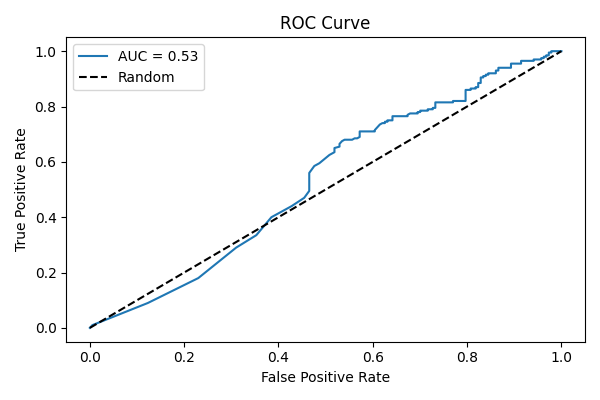 ROC Curve
AUC = 0.53
Random
True Positive Rate
1.0
0.8
0.6
0.4
0.2
0.0
0.0 0.2 0.4 0.6 0.8 1.0
False Positive Rate